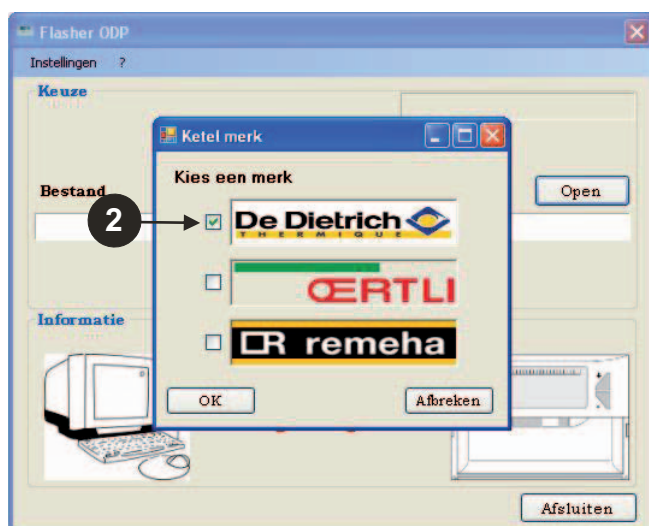 Flasher ODP
Instellingen ?
Keuze
Ketel merk
Kies een merk
Bestand
Open
2
De Dietrich
THERMIQUE
ŒRTLI
Informatie
remeha
OK
Afbreken
Afsluiten